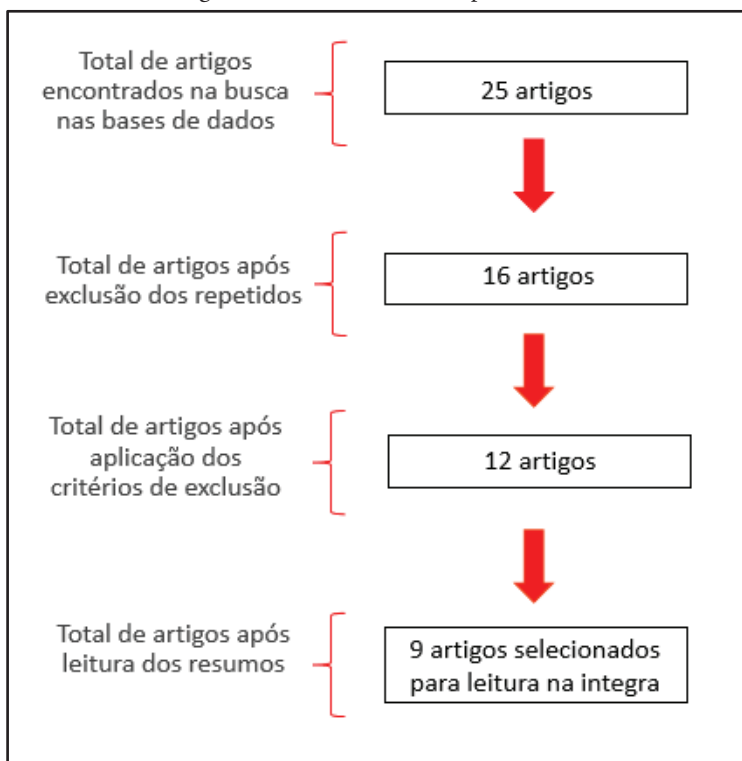 Total de artigos
encontrados na busca
nas bases de dados
25 artigos
Total de artigos após
exclusão dos repetidos
16 artigos
Total de artigos após
aplicação dos
critérios de exclusão
12 artigos
Total de artigos após
leitura dos resumos
9 artigos selecionados
para leitura na integra